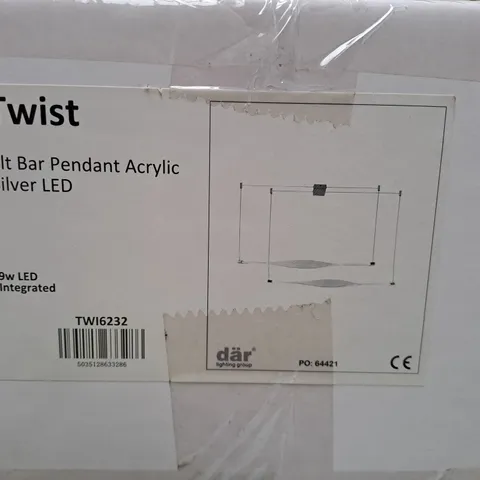 Twist
lt Bar Pendant Acrylic
ilver LED
9w LED
Integrated
TWI6232
5035128633286
där
lighting group
PO: 64421
CE